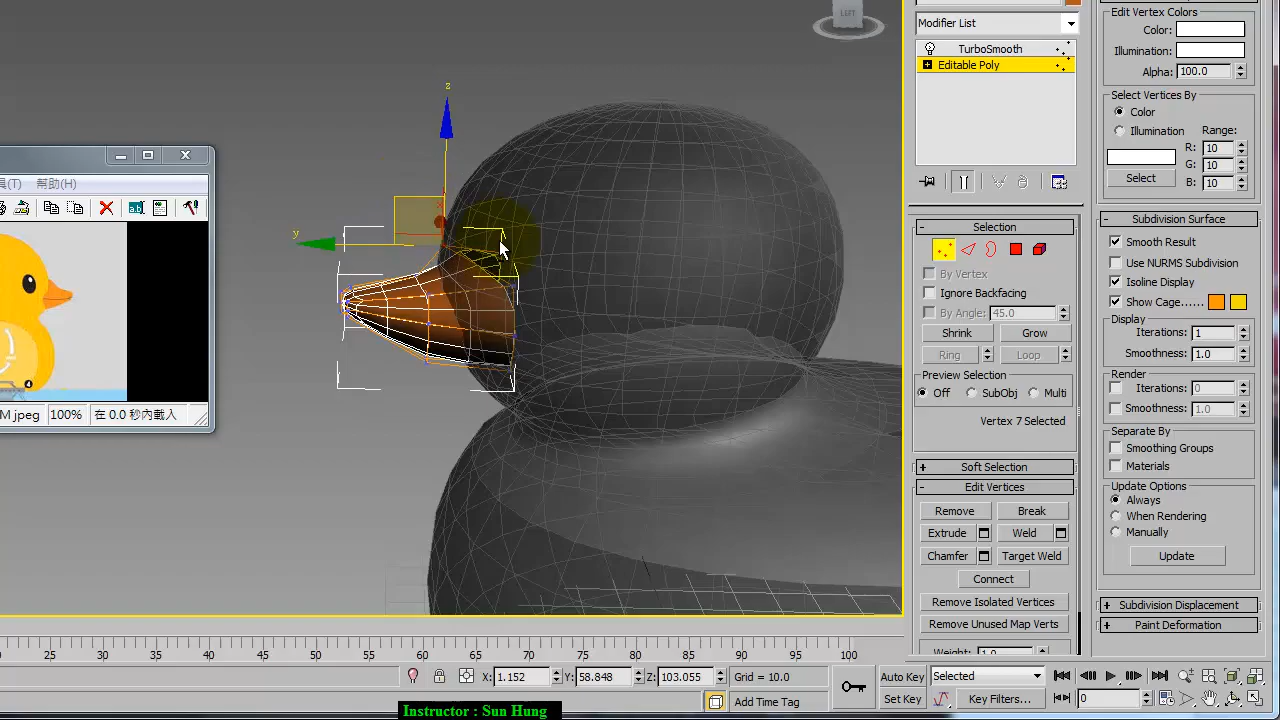 LEFT
z
x
y
具(T) 幫助(H)
M jpeg 100% 在 0.0 秒內載入
Modifier List
TurboSmooth
Editable Poly
Selection
By Vertex
Ignore Backfacing
By Angle: 45.0
Shrink Grow
Ring Loop
Preview Selection
Off SubObj Multi
Vertex 7 Selected
Soft Selection
Edit Vertices
Remove Break
Extrude Weld
Chamfer Target Weld
Connect
Remove Isolated Vertices
Remove Unused Map Verts
Weight: 1.0
Edit Vertex Colors
Color:
Illumination:
Alpha: 100.0
Select Vertices By
Color
Illumination Range:
R: 10
G: 10
B: 10
Select
Subdivision Surface
Smooth Result
Use NURMS Subdivision
Isoline Display
Show Cage......
Display
Iterations: 1
Smoothness: 1.0
Render
Iterations: 0
Smoothness: 1.0
Separate By
Smoothing Groups
Materials
Update Options
Always
When Rendering
Manually
Update
Subdivision Displacement
Paint Deformation
30 35 40 45 50 55 60 65 70 75 80 85 90 95 100
X: 1.152 Y: 58.848 Z: 103.055 Grid = 10.0
Add Time Tag
Auto Key Selected
Set Key Key Filters...
0
Instructor : Sun Hung